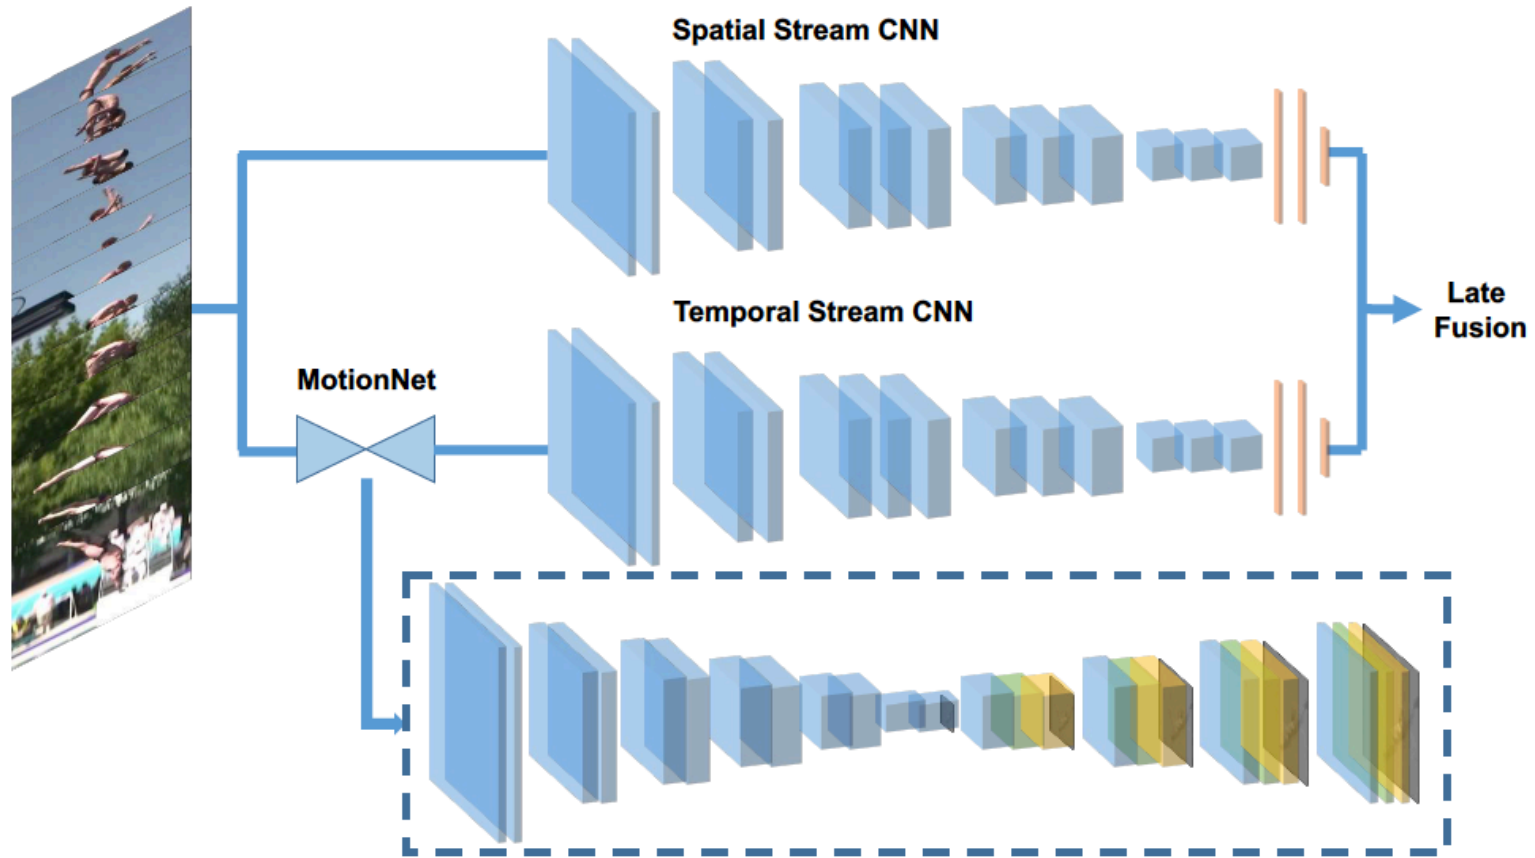 Spatial Stream CNN
Temporal Stream CNN
MotionNet
Late
Fusion